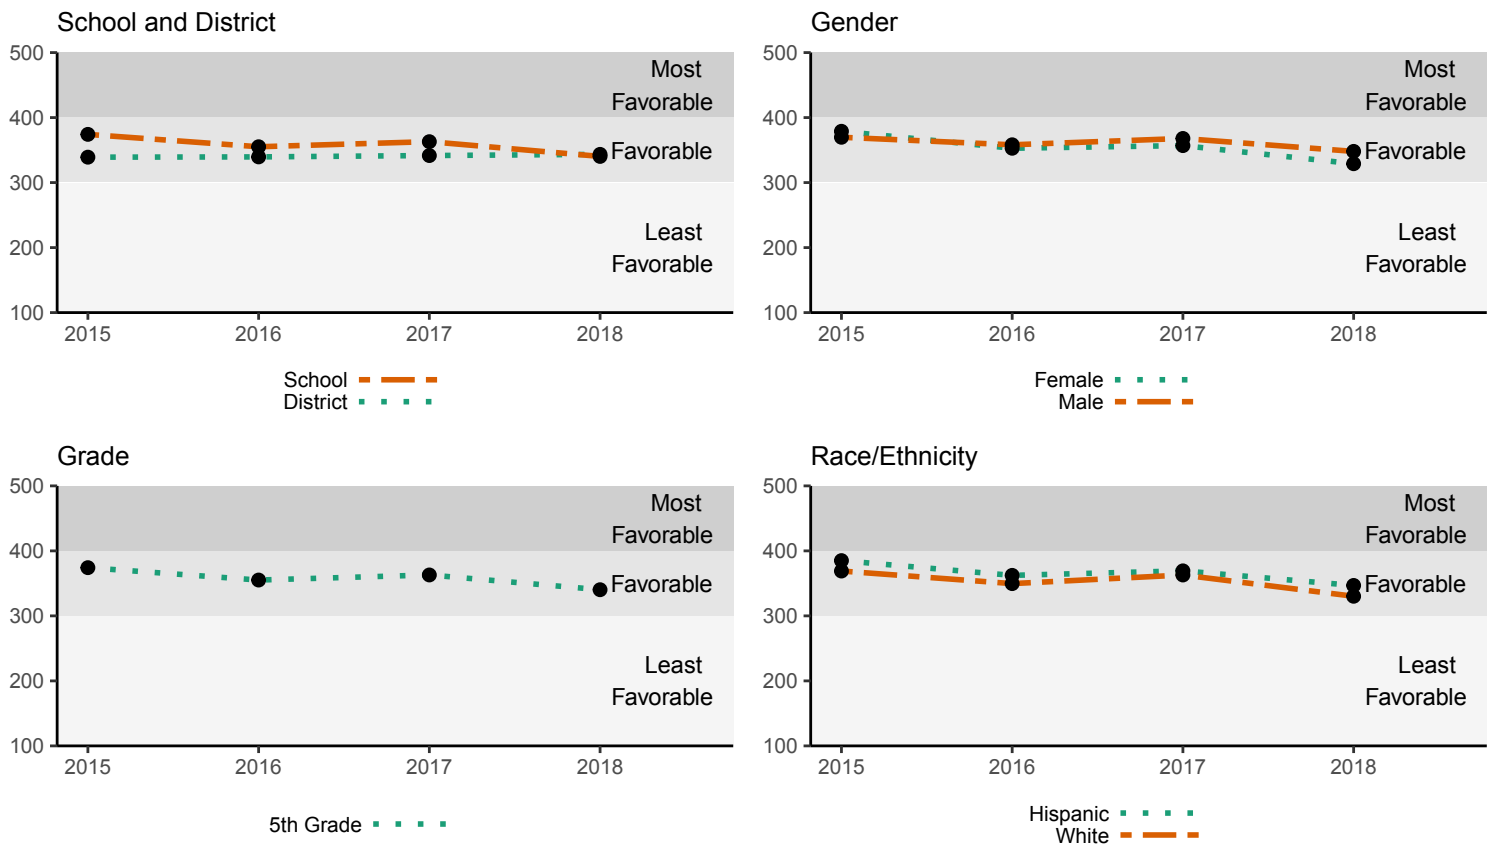 School and District
500
400
300
200
100
Most
Favorable
Favorable
Least
Favorable
2015 2016 2017 2018
School
District
Gender
500
400
300
200
100
Most
Favorable
Favorable
Least
Favorable
2015 2016 2017 2018
Female
Male
Grade
500
400
300
200
100
Most
Favorable
Favorable
Least
Favorable
2015 2016 2017 2018
5th Grade
Race/Ethnicity
500
400
300
200
100
Most
Favorable
Favorable
Least
Favorable
2015 2016 2017 2018
Hispanic
White